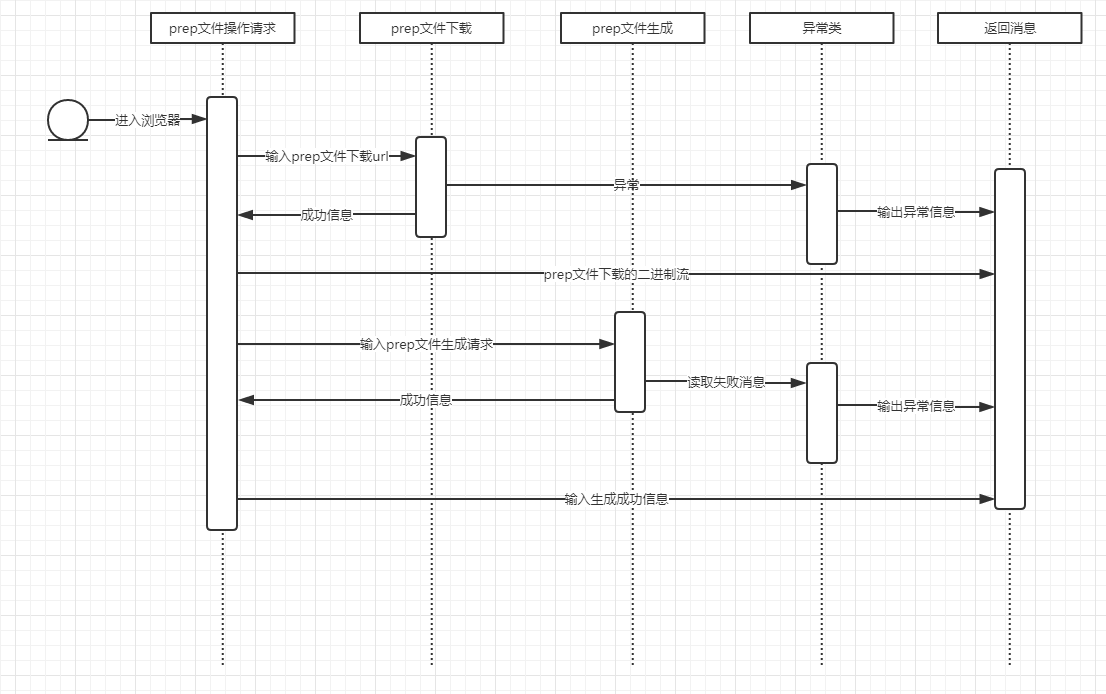 prep文件操作请求
prep文件下载
prep文件生成
异常类
返回消息
进入浏览器
输入prep文件下载url
异常
输出异常信息
成功信息
prep文件下载的二进制流
输入prep文件生成请求
读取失败消息
成功信息
输出异常信息
输入生成成功信息